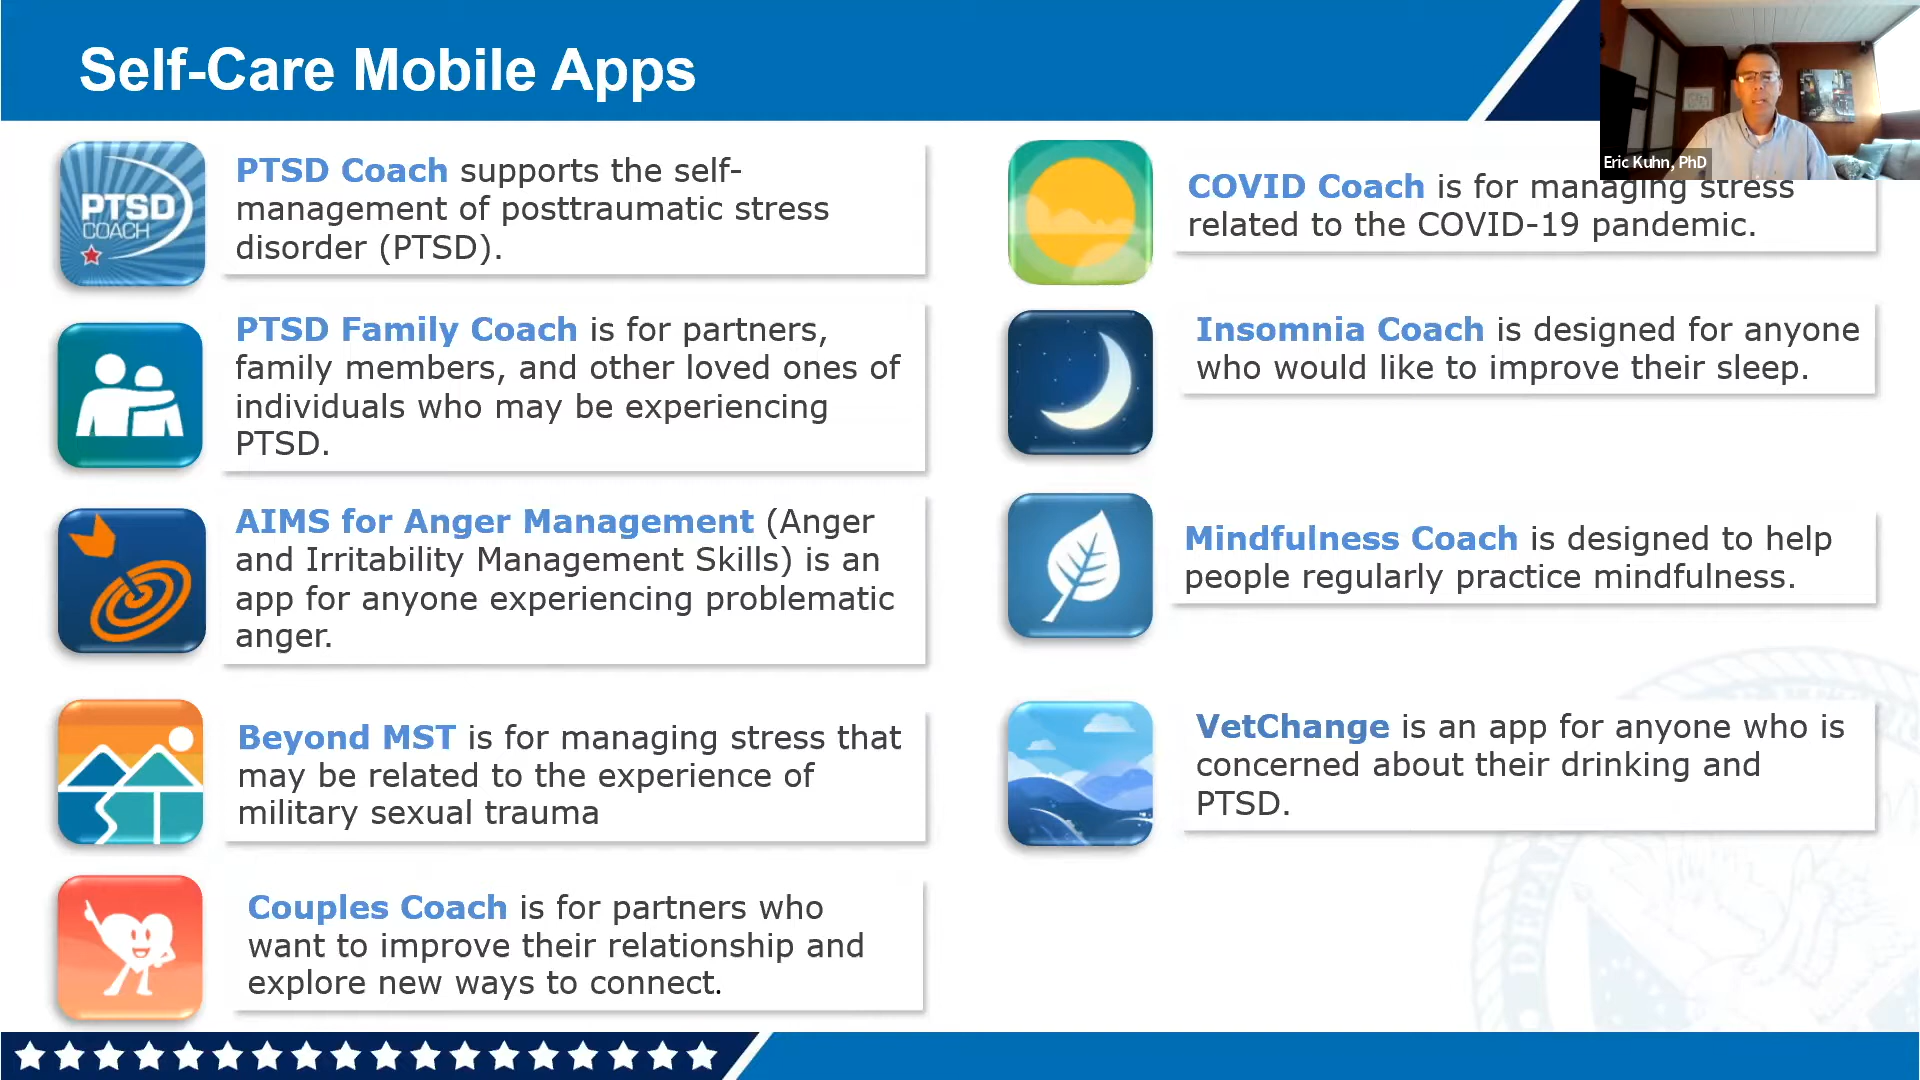 Self-Care Mobile Apps
Eric Kuhn, PhD
PTSD
COACH
PTSD Coach supports the self-
management of posttraumatic stress
disorder (PTSD).
PTSD Family Coach is for partners,
family members, and other loved ones of
individuals who may be experiencing
PTSD.
AIMS for Anger Management (Anger
and Irritability Management Skills) is an
app for anyone experiencing problematic
anger.
Beyond MST is for managing stress that
may be related to the experience of
military sexual trauma
Couples Coach is for partners who
want to improve their relationship and
explore new ways to connect.
COVID Coach is for managing stress
related to the COVID-19 pandemic.
Insomnia Coach is designed for anyone
who would like to improve their sleep.
Mindfulness Coach is designed to help
people regularly practice mindfulness.
VetChange is an app for anyone who is
concerned about their drinking and
PTSD.